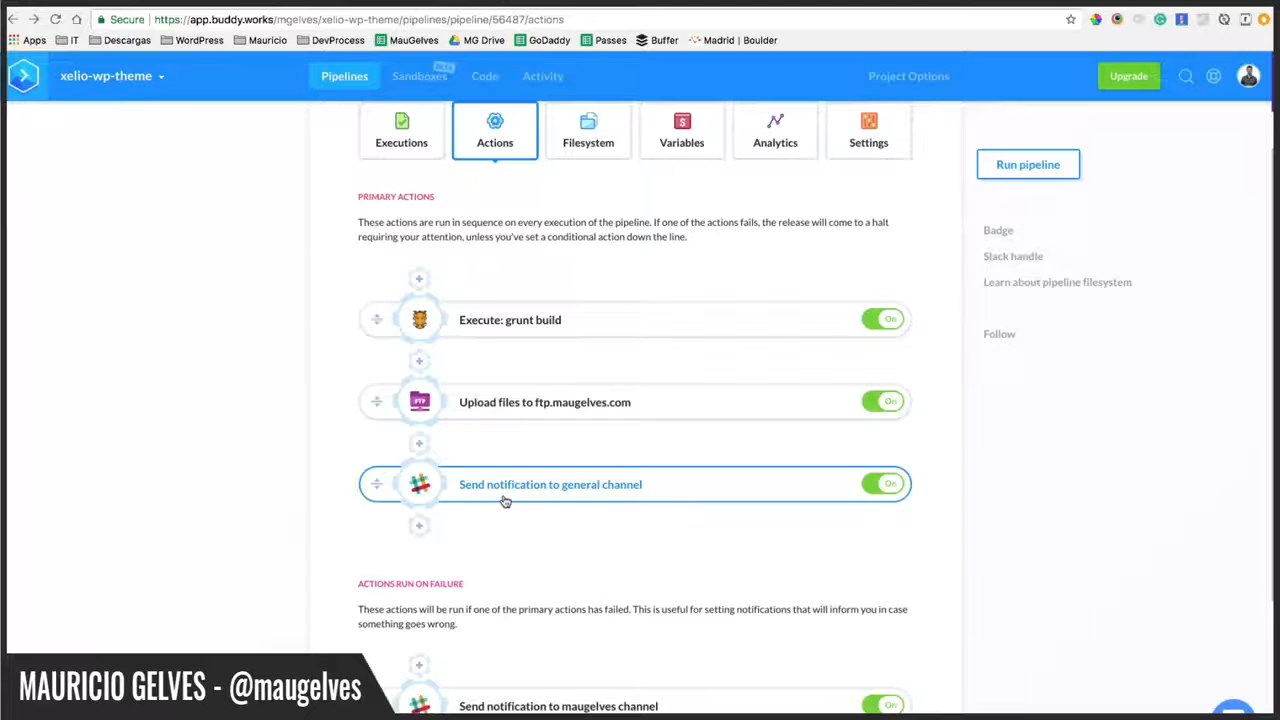 Secure https://app.buddy.works/mgelves/xelio-wp-theme/pipelines/pipeline/56487/actions
Apps IT Descargas WordPress Mauricio DevProcess MauGelves MG Drive GoDaddy Passes Buffer Madrid | Boulder
xelio-wp-theme Pipelines Sandboxes BETA Code Activity Project Options Upgrade
Executions Actions Filesystem Variables Analytics Settings
Run pipeline
PRIMARY ACTIONS
These actions are run in sequence on every execution of the pipeline. If one of the actions fails, the release will come to a halt
requiring your attention, unless you've set a conditional action down the line.
Badge
Slack handle
Learn about pipeline filesystem
Follow
Execute: grunt build On
FTP Upload files to ftp.maugelves.com On
Send notification to general channel On
ACTIONS RUN ON FAILURE
These actions will be run if one of the primary actions has failed. This is useful for setting notifications that will inform you in case
something goes wrong.
Send notification to maugelves channel On
MAURICIO GELVES - @maugelves